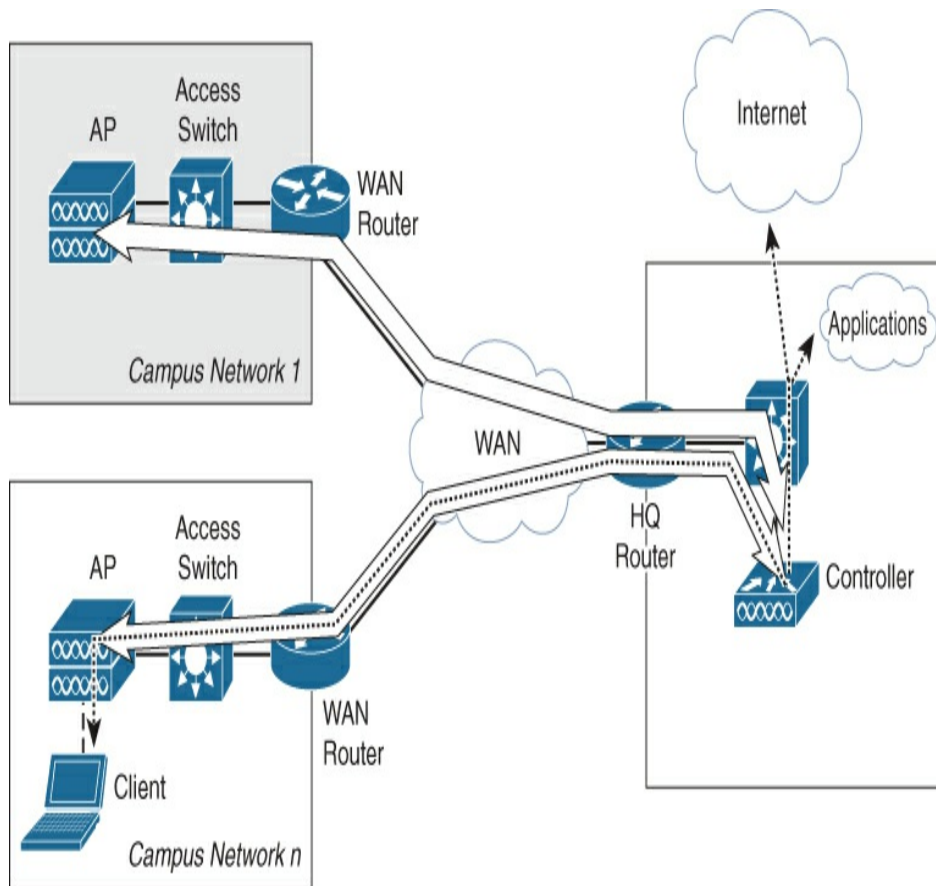 Internet
Access
Switch
AP
WAN
Router
Applications
Campus Network 1
WAN
HQ
Router
Controller
Access
Switch
AP
WAN
Router
Client
Campus Network n